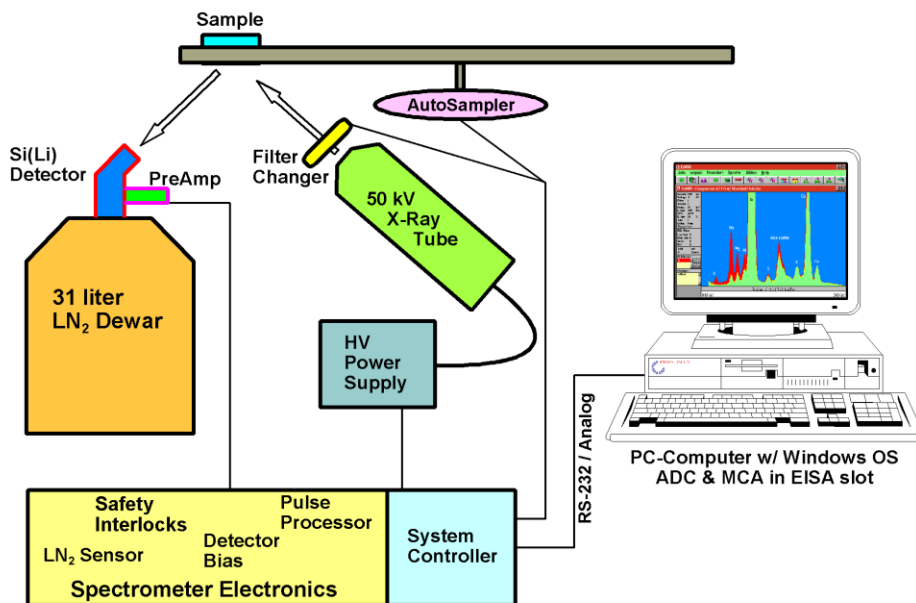 Sample
AutoSampler
Si(Li)
Detector
PreAmp
Filter
Changer
50 kV
X-Ray
Tube
31 liter
LN₂ Dewar
HV
Power
Supply
RS-232 / Analog
PC-Computer w/ Windows OS
ADC & MCA in EISA slot
Safety
Interlocks
Pulse
Processor
LN₂ Sensor
Detector
Bias
System
Controller
Spectrometer Electronics